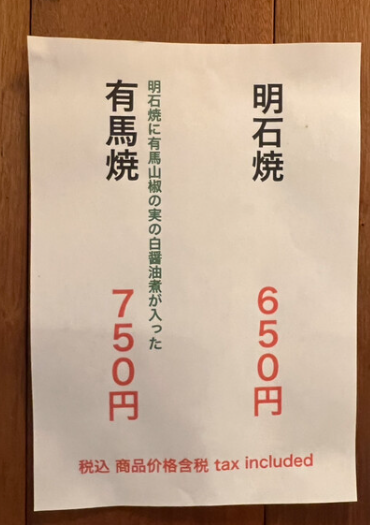 明石焼 650円
明石焼に有馬山椒の実の白醤油煮が入った
有馬焼 750円
税込 商品价格含税 tax included